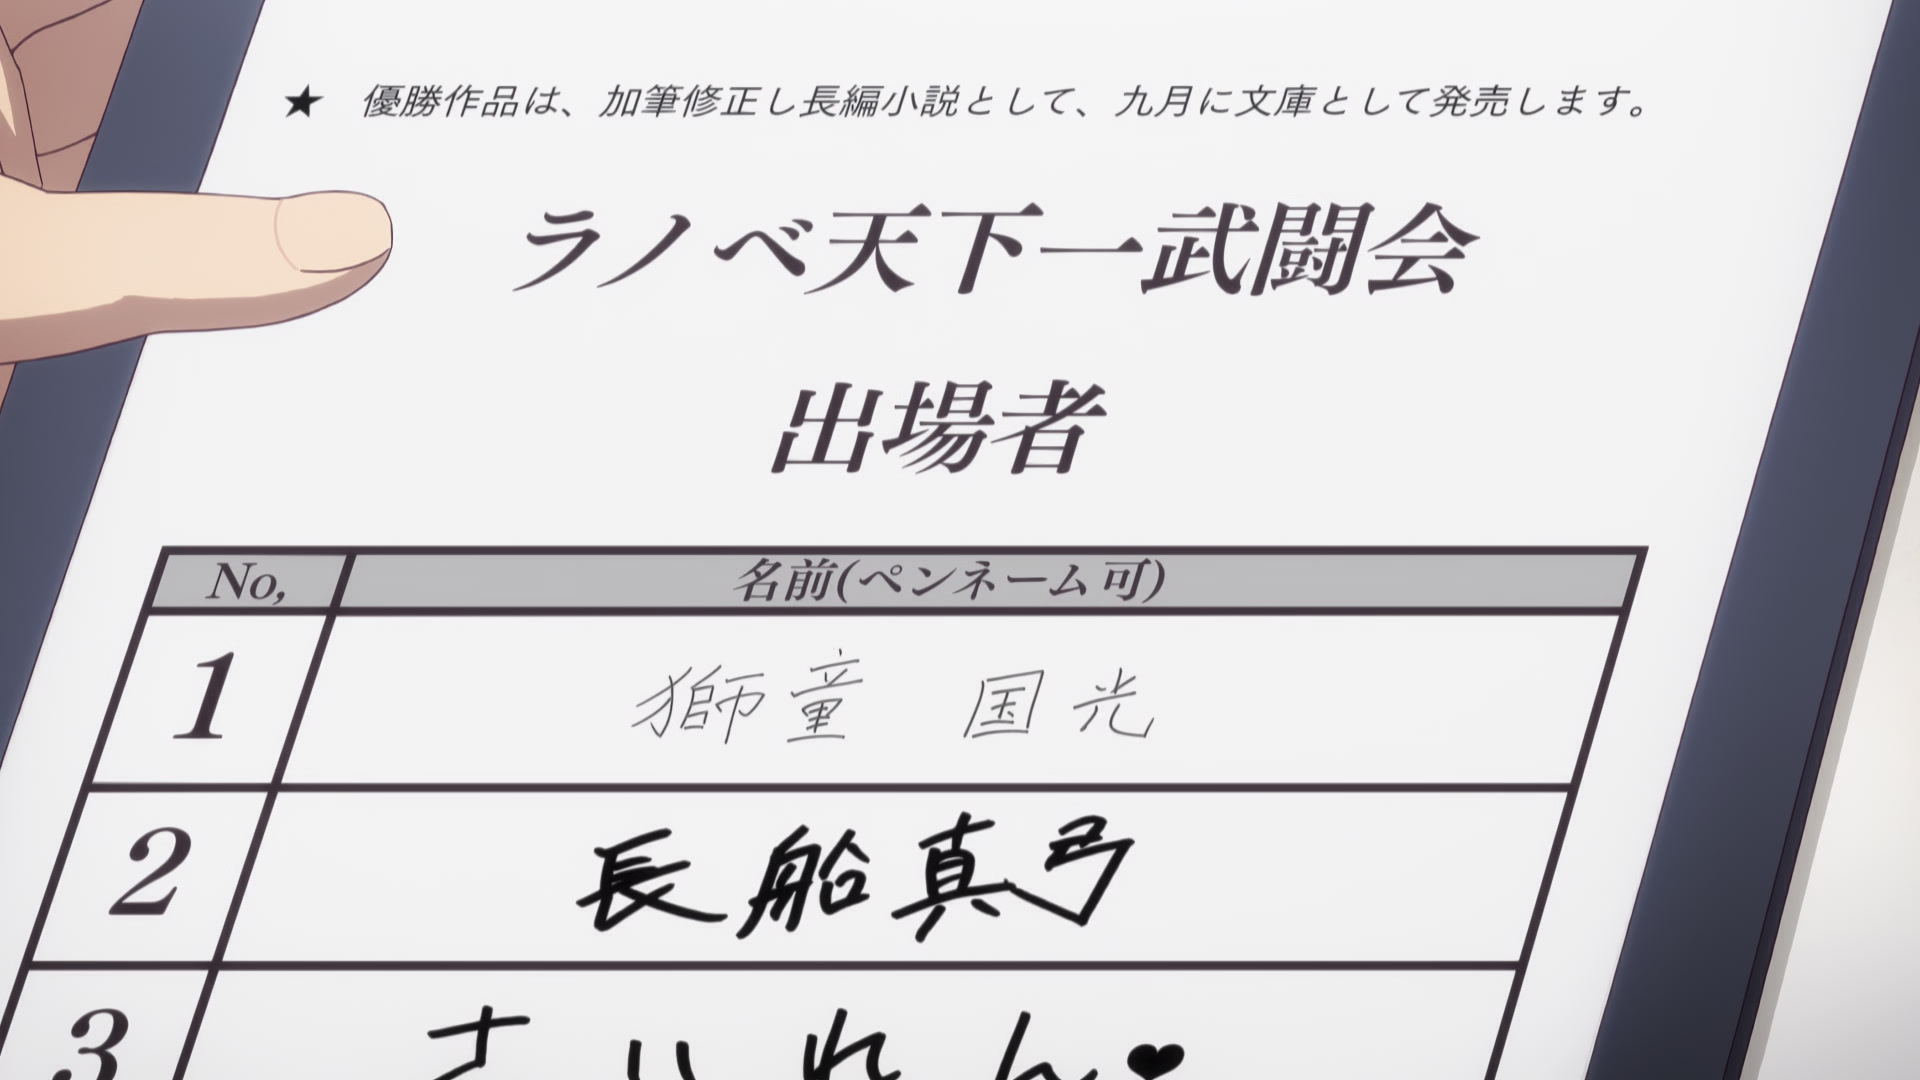 ★ 優勝作品は、加筆修正し長編小説として、九月に文庫として発売します。
ラノベ天下一武闘会
出場者
No, 名前(ペンネーム可)
1 獅童 国光
2 長船真弓
3 さいれん♥